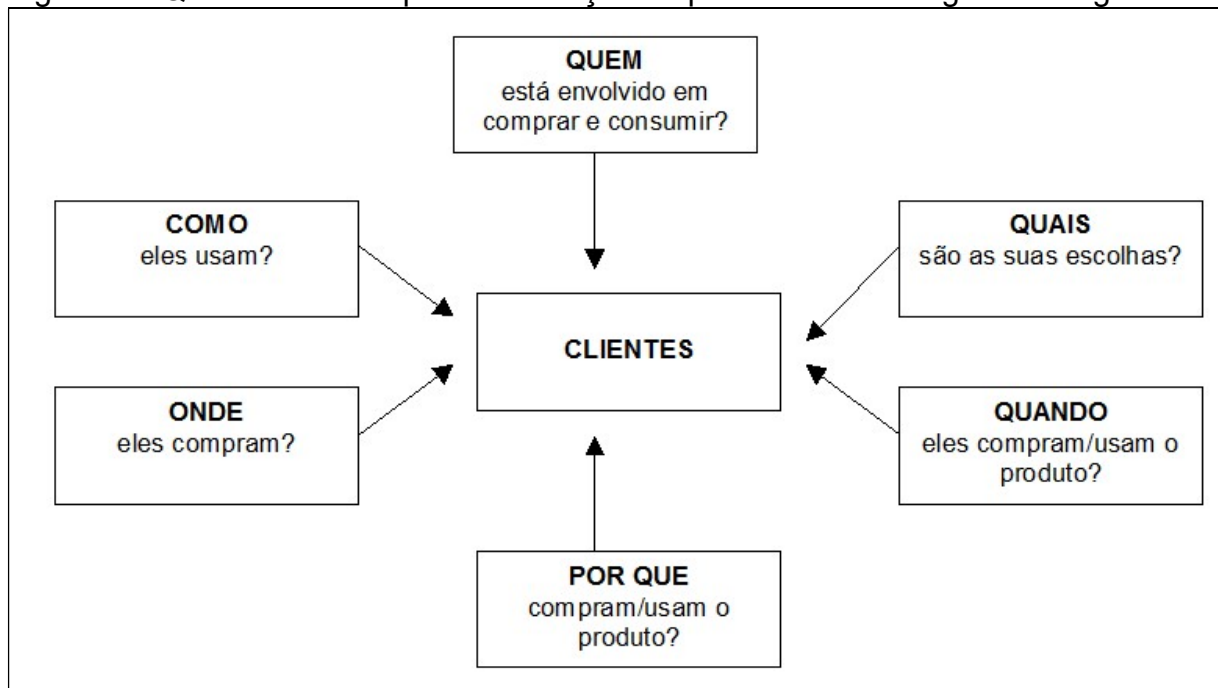 QUEM
está envolvido em
comprar e consumir?
COMO
eles usam?
QUAIS
são as suas escolhas?
CLIENTES
ONDE
eles compram?
QUANDO
eles compram/usam o
produto?
POR QUE
compram/usam o
produto?